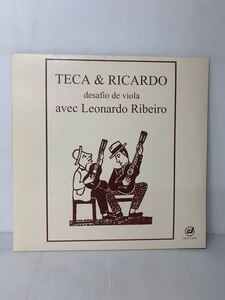 TECA & RICARDO
desafio de viola
avec Leonardo Ribeiro